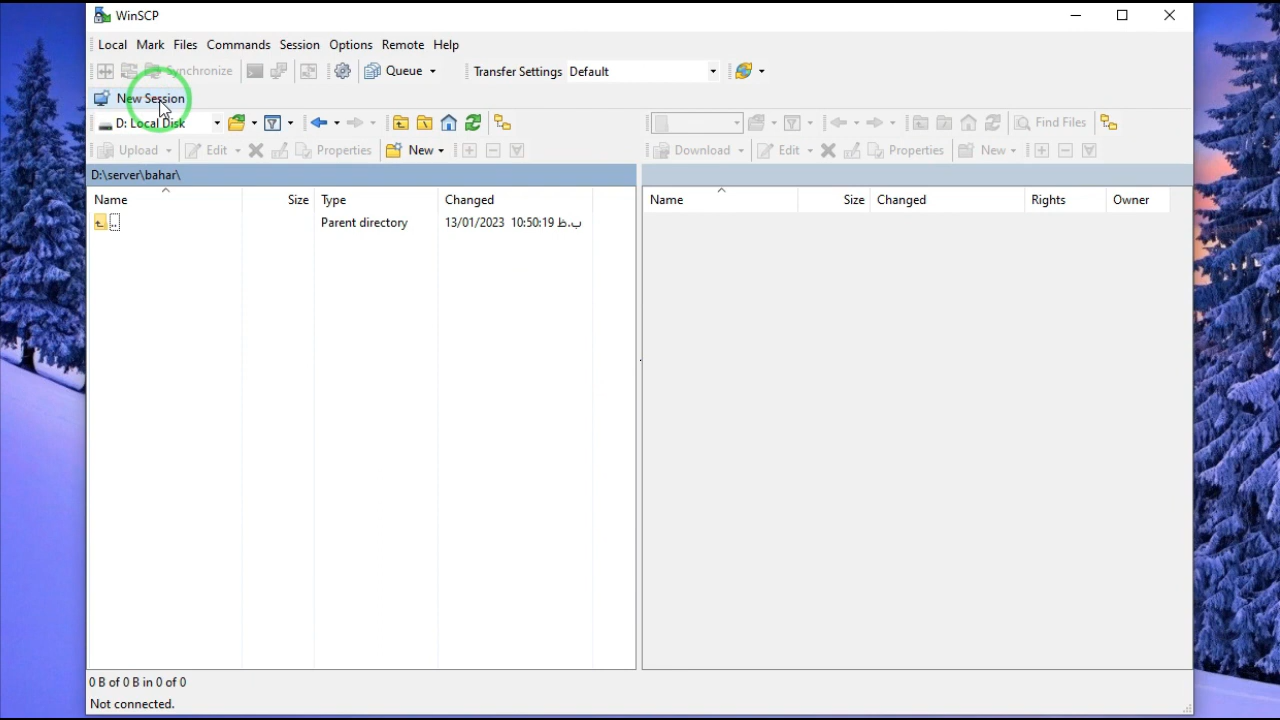 WinSCP
Local Mark Files Commands Session Options Remote Help
Synchronize Queue Transfer Settings Default
New Session
D: Local Disk Find Files
Upload Edit Properties New Download Edit Properties New
D:\server\bahar\
Name Size Type Changed Name Size Changed Rights Owner
.. Parent directory 13/01/2023 10:50:19 ب.ظ
0 B of 0 B in 0 of 0
Not connected.